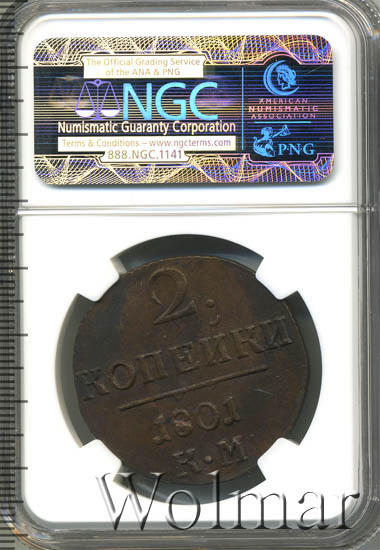 The Official Grading Service
of the ANA & PNG
NGC
Numismatic Guaranty Corporation
Terms & Conditions – www.ngcterms.com
888.NGC.1141
AMERICAN
NUMISMATIC
ASSOCIATION
PNG
2
КОПЕИКИ
1801
К·М
Wolmar